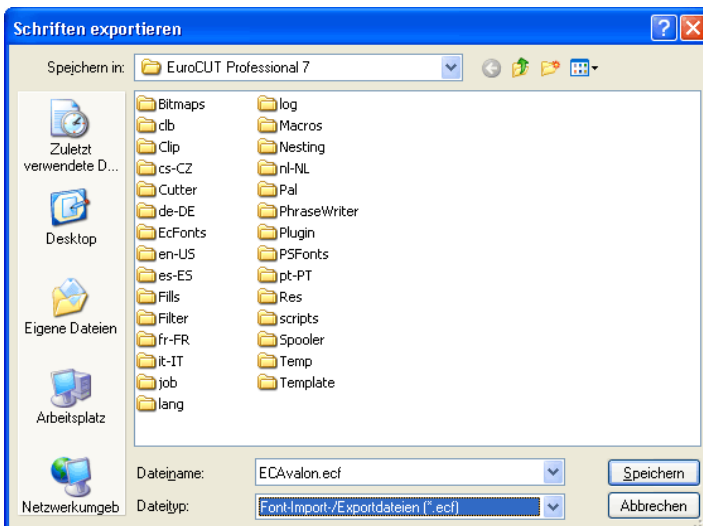 Schriften exportieren
Speichern in:
EuroCUT Professional 7
Zuletzt
verwendete D...
Desktop
Eigene Dateien
Arbeitsplatz
Netzwerkumgeb
Bitmaps
clb
Clip
cs-CZ
Cutter
de-DE
EcFonts
en-US
es-ES
Fills
Filter
fr-FR
it-IT
job
lang
log
Macros
Nesting
nl-NL
Pal
PhraseWriter
Plugin
PSFonts
pt-PT
Res
scripts
Spooler
Temp
Template
Dateiname:
ECAvalon.ecf
Speichern
Dateityp:
Font-Import-/Exportdateien (*.ecf)
Abbrechen